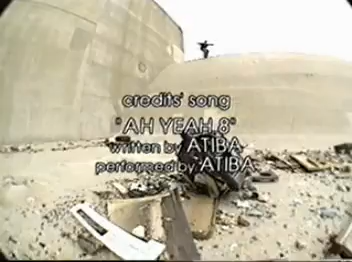 credits' song
"AH YEAH 8"
written by ATIBA
performed by ATIBA